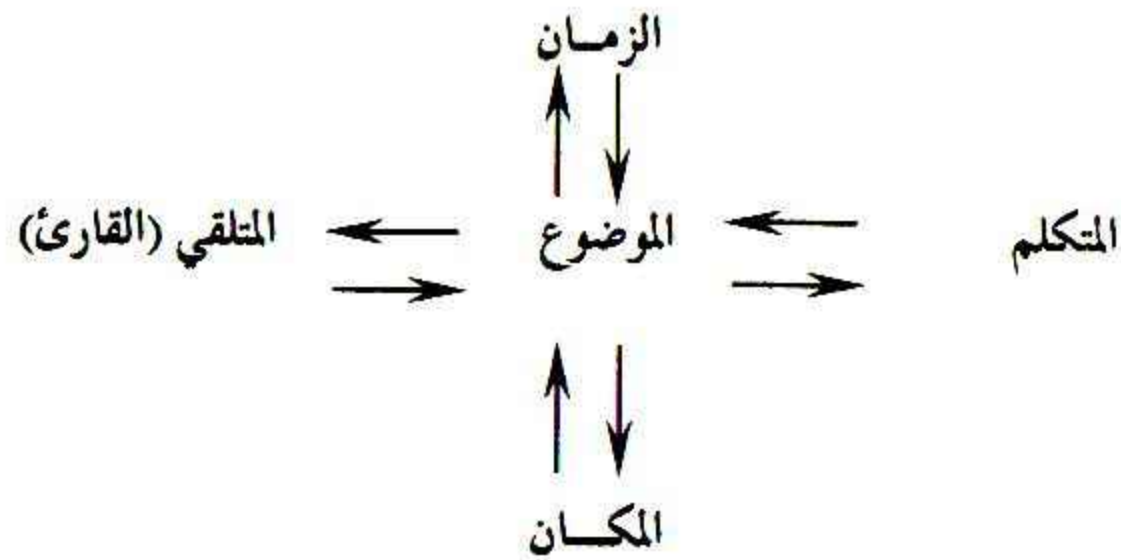 الزمـان
المتكلم
الموضوع
المتلقي (القارئ)
المكـان